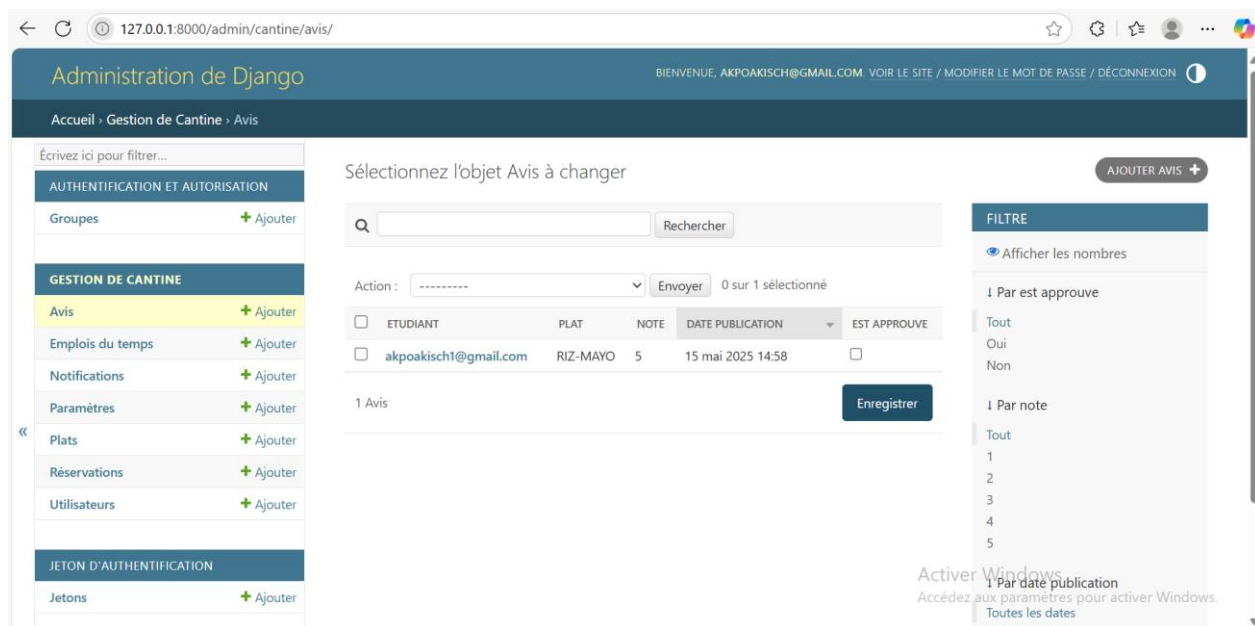 127.0.0.1:8000/admin/cantine/avis/
Administration de Django
BIENVENUE, AKPOAKISCH@GMAIL.COM. VOIR LE SITE / MODIFIER LE MOT DE PASSE / DÉCONNEXION
Accueil › Gestion de Cantine › Avis
Écrivez ici pour filtrer...
AUTHENTIFICATION ET AUTORISATION
Groupes + Ajouter
GESTION DE CANTINE
Avis + Ajouter
Emplois du temps + Ajouter
Notifications + Ajouter
Paramètres + Ajouter
« Plats + Ajouter
Réservations + Ajouter
Utilisateurs + Ajouter
JETON D'AUTHENTIFICATION
Jetons + Ajouter
Sélectionnez l'objet Avis à changer
AJOUTER AVIS +
Rechercher
Action : --------- Envoyer 0 sur 1 sélectionné
ETUDIANT PLAT NOTE DATE PUBLICATION EST APPROUVE
akpoakisch1@gmail.com RIZ-MAYO 5 15 mai 2025 14:58
1 Avis Enregistrer
FILTRE
Afficher les nombres
↓ Par est approuve
Tout
Oui
Non
↓ Par note
Tout
1
2
3
4
5
↓ Par date publication
Toutes les dates
Activer Windows
Accédez aux paramètres pour activer Windows.